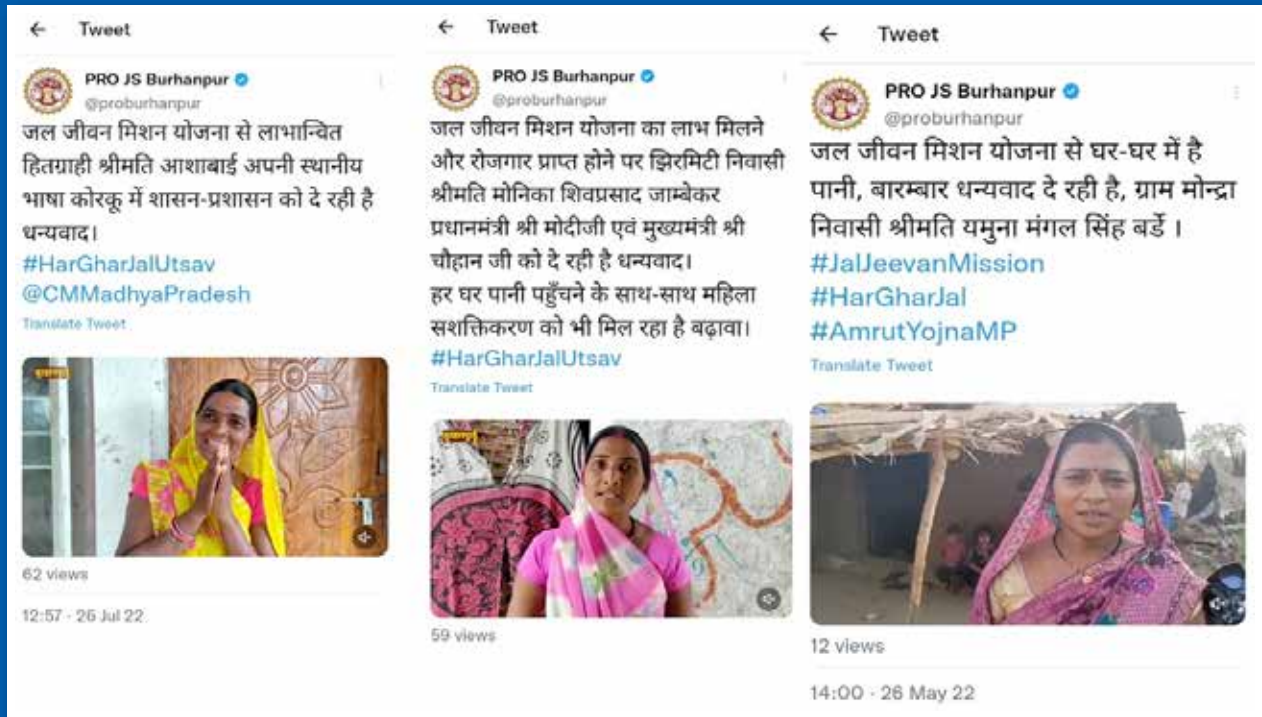 Tweet
PRO JS Burhanpur
@proburhanpur
जल जीवन मिशन योजना से लाभान्वित
हितग्राही श्रीमति आशाबाई अपनी स्थानीय
भाषा कोरकू में शासन-प्रशासन को दे रही है
धन्यवाद।
#HarGharJalUtsav
@CMMadhyaPradesh
Translate Tweet
बुरहानपुर
62 views
12:57 · 26 Jul 22
Tweet
PRO JS Burhanpur
@proburhanpur
जल जीवन मिशन योजना का लाभ मिलने
और रोजगार प्राप्त होने पर झिरमिटी निवासी
श्रीमति मोनिका शिवप्रसाद जाम्बेकर
प्रधानमंत्री श्री मोदीजी एवं मुख्यमंत्री श्री
चौहान जी को दे रही है धन्यवाद।
हर घर पानी पहुँचने के साथ-साथ महिला
सशक्तिकरण को भी मिल रहा है बढ़ावा।
#HarGharJalUtsav
Translate Tweet
बुरहानपुर
59 views
Tweet
PRO JS Burhanpur
@proburhanpur
जल जीवन मिशन योजना से घर-घर में है
पानी, बारम्बार धन्यवाद दे रही है, ग्राम मोन्द्रा
निवासी श्रीमति यमुना मंगल सिंह बर्डे ।
#JalJeevanMission
#HarGharJal
#AmrutYojnaMP
Translate Tweet
12 views
14:00 · 26 May 22